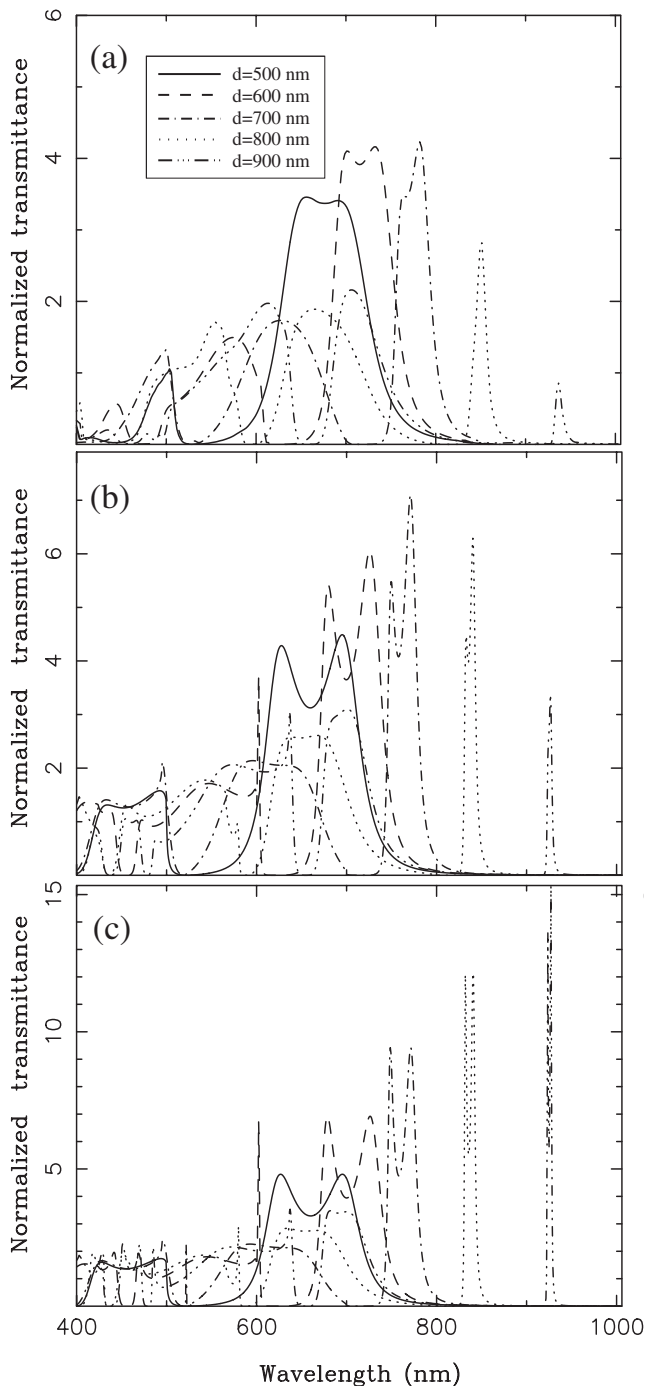 6
(a)
d=500 nm
d=600 nm
d=700 nm
d=800 nm
d=900 nm
4
2
Normalized transmittance
(b)
6
4
2
Normalized transmittance
15
(c)
10
5
Normalized transmittance
400 600 800 1000
Wavelength (nm)